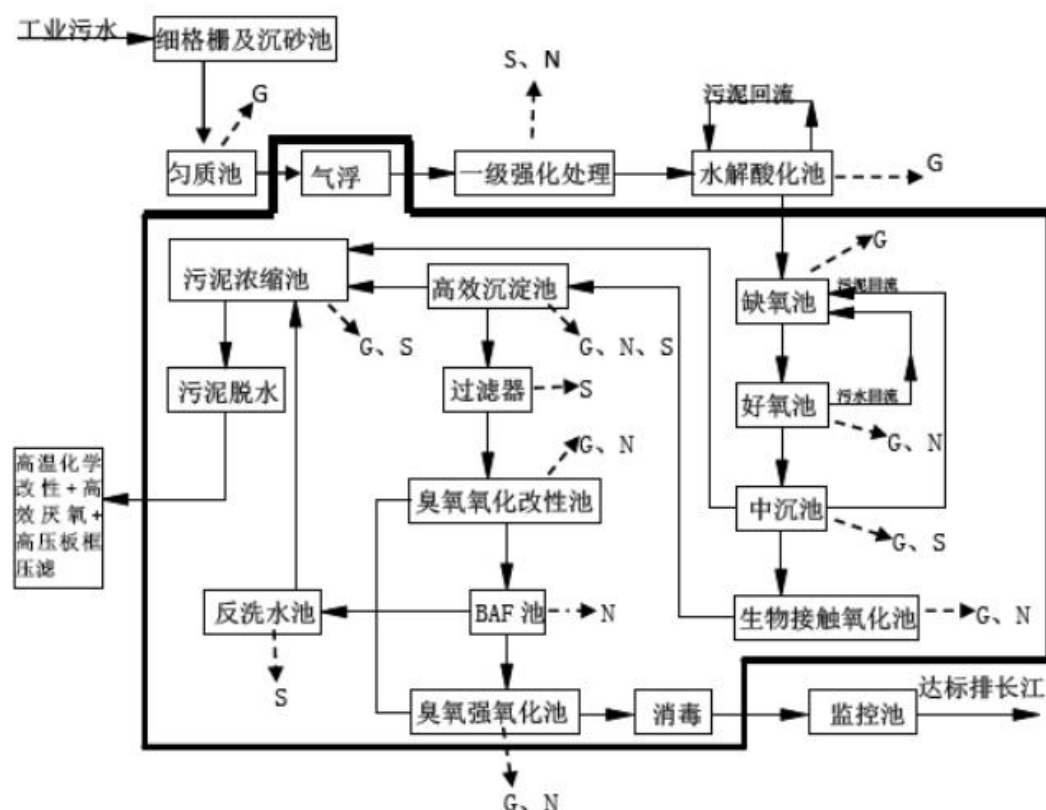 工业污水
细格栅及沉砂池
S、N
G
污泥回流
匀质池
气浮
一级强化处理
水解酸化池
G
G
污泥浓缩池
高效沉淀池
缺氧池
污泥回流
G、S
G、N、S
污泥脱水
过滤器
S
好氧池
污水回流
G、N
G、N
高温化学
改性+高
效厌氧+
高压板框
压滤
臭氧氧化改性池
中沉池
G、S
反洗水池
BAF 池
N
生物接触氧化池
G、N
S
臭氧强氧化池
消毒
监控池
达标排长江
G、N